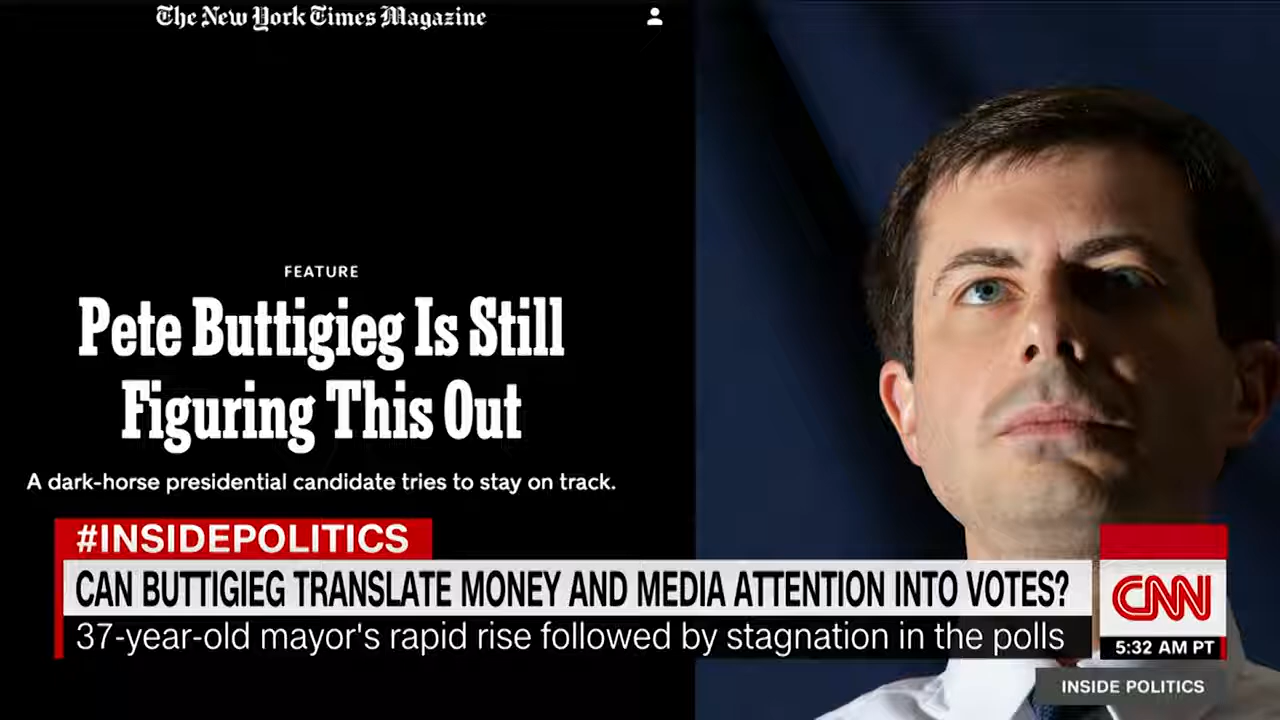 The New York Times Magazine
FEATURE
Pete Buttigieg Is Still
Figuring This Out
A dark-horse presidential candidate tries to stay on track.
#INSIDEPOLITICS
CAN BUTTIGIEG TRANSLATE MONEY AND MEDIA ATTENTION INTO VOTES?
37-year-old mayor's rapid rise followed by stagnation in the polls
CNN
5:32 AM PT
INSIDE POLITICS